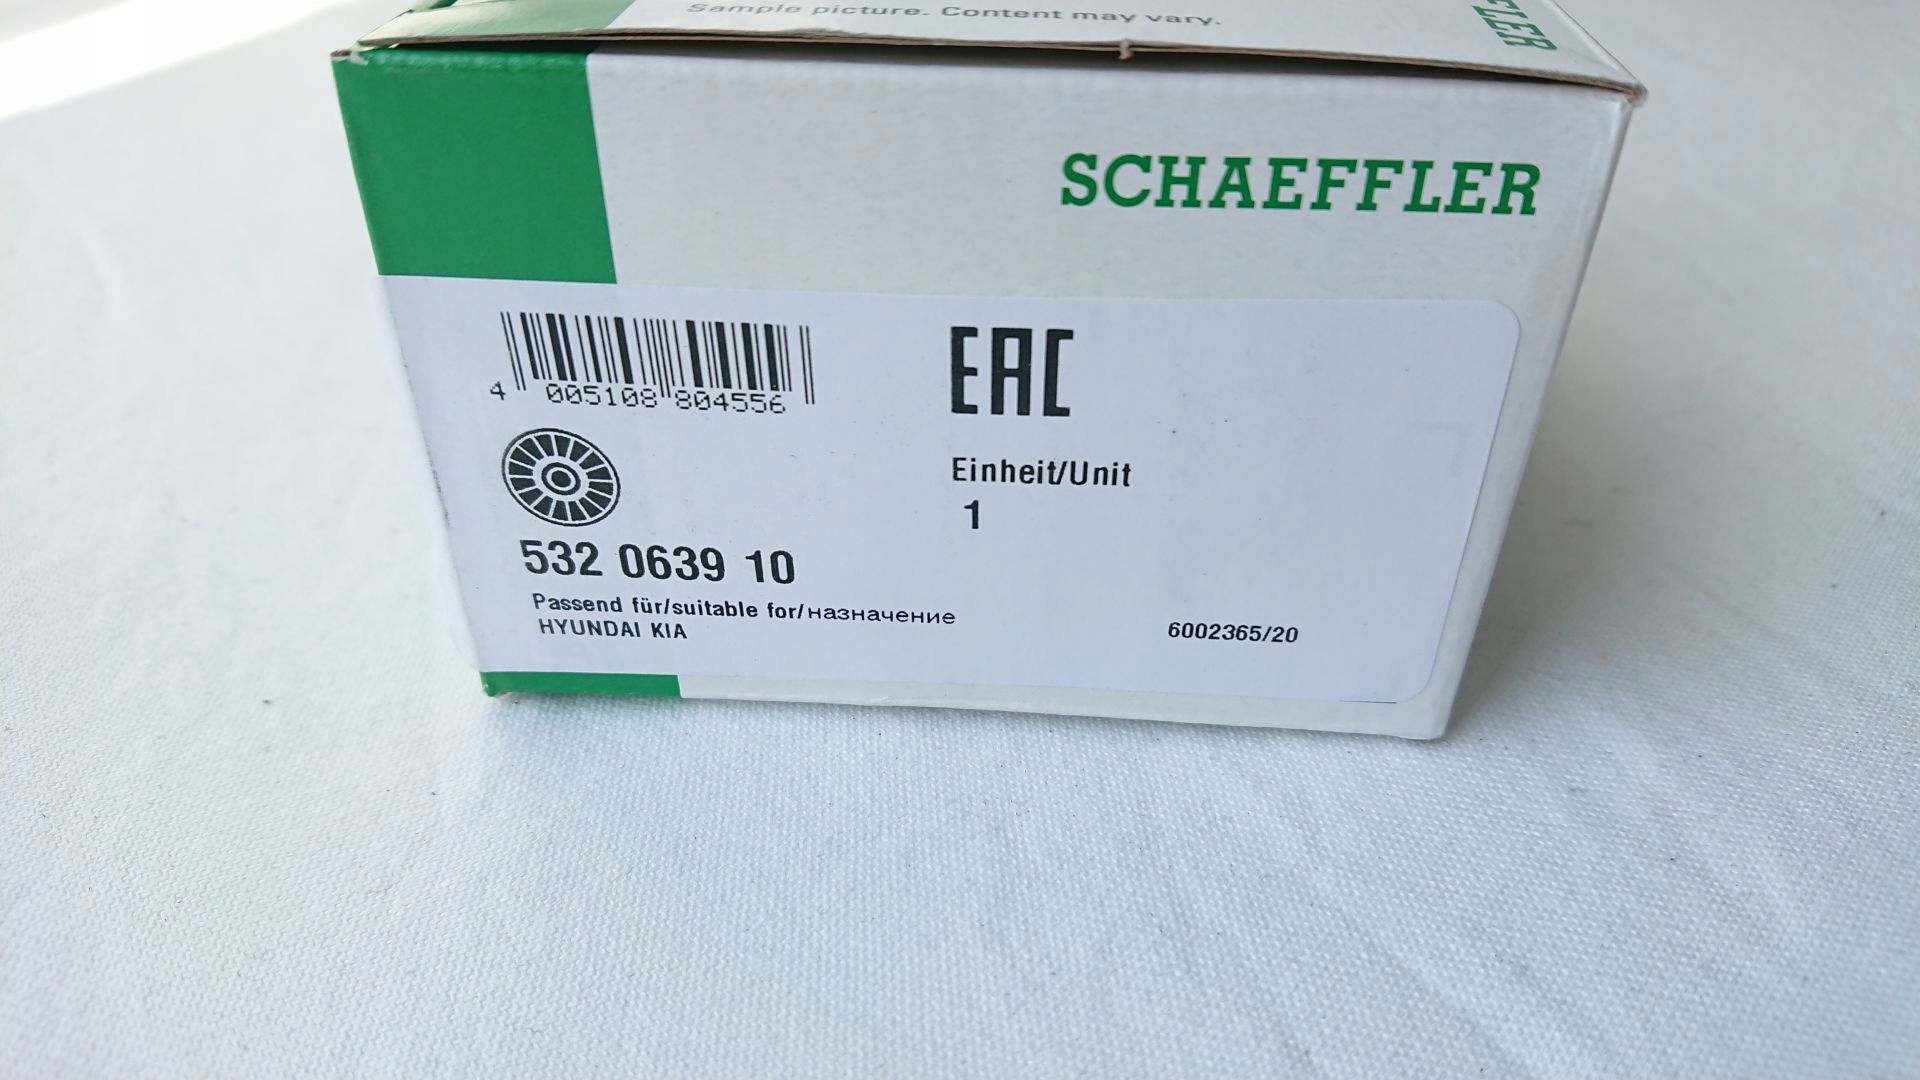 Sample picture. Content may vary.
SCHAEFFLER
4 005108 804556
EAC
Einheit/Unit
1
532 0639 10
Passend für/suitable for/назначение
HYUNDAI KIA
6002365/20